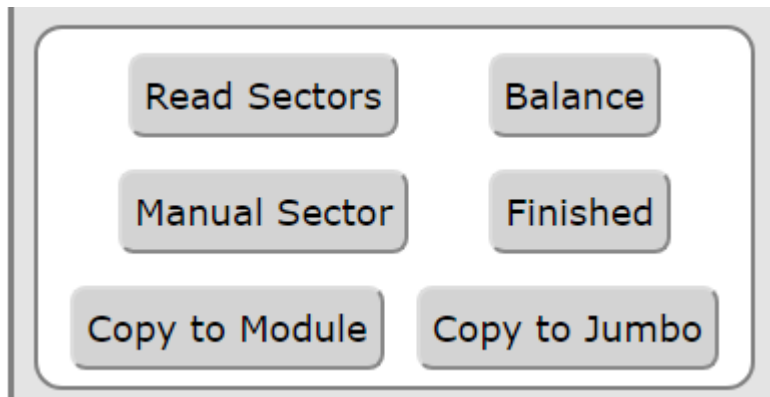 Read Sectors Balance
Manual Sector Finished
Copy to Module Copy to Jumbo